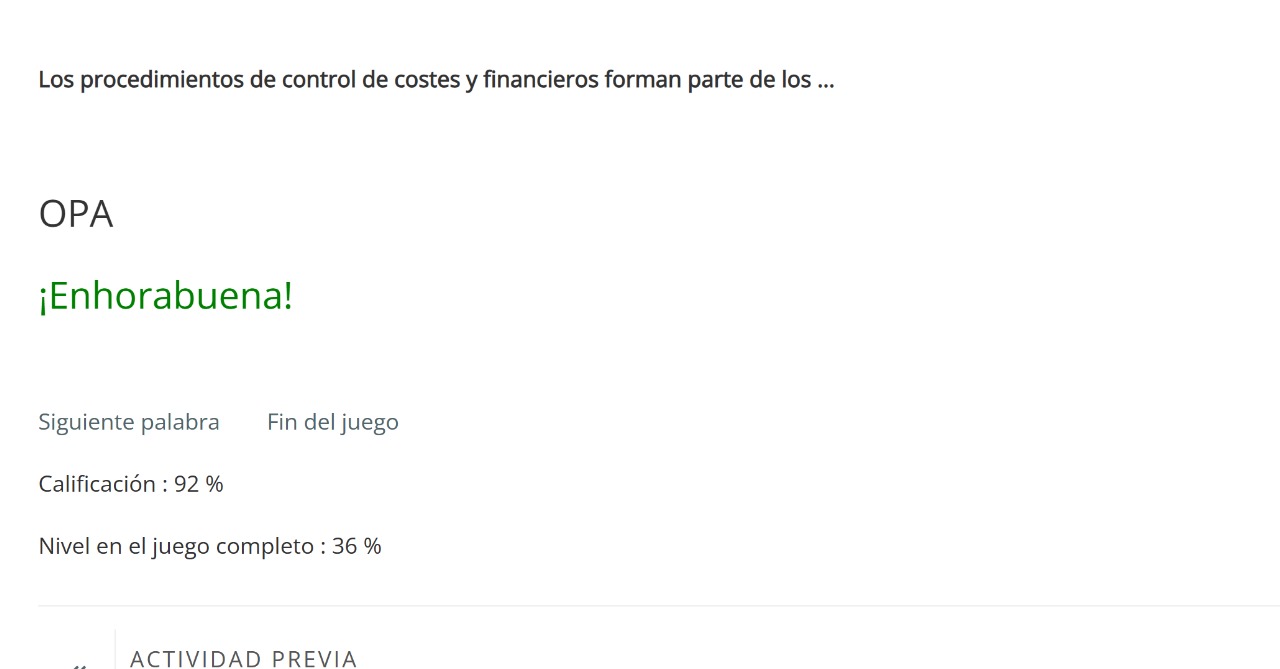 Los procedimientos de control de costes y financieros forman parte de los ...
OPA
¡Enhorabuena!
Siguiente palabra Fin del juego
Calificación : 92 %
Nivel en el juego completo : 36 %
ACTIVIDAD PREVIA